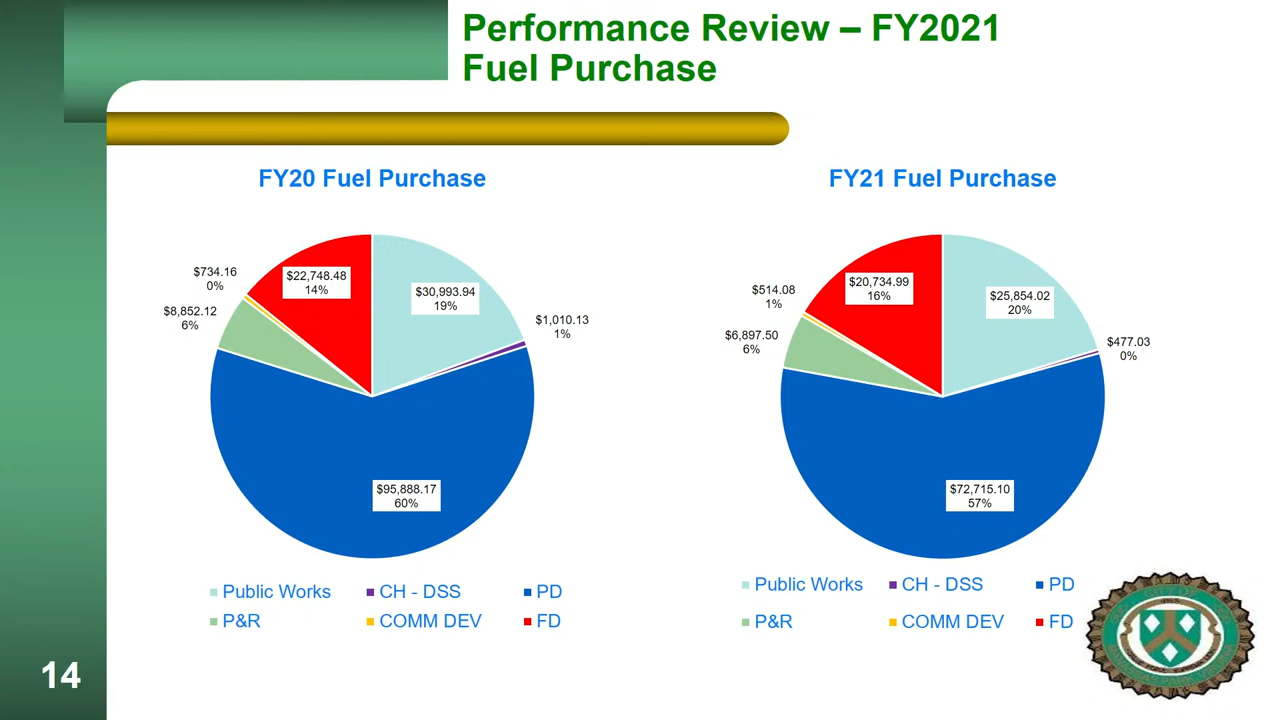 Performance Review – FY2021
Fuel Purchase
FY20 Fuel Purchase
$734.16
0%
$22,748.48
14%
$30,993.94
19%
$8,852.12
6%
$1,010.13
1%
$95,888.17
60%
Public Works
CH - DSS
PD
P&R
COMM DEV
FD
FY21 Fuel Purchase
$514.08
1%
$20,734.99
16%
$25,854.02
20%
$6,897.50
6%
$477.03
0%
$72,715.10
57%
Public Works
CH - DSS
PD
P&R
COMM DEV
FD
14